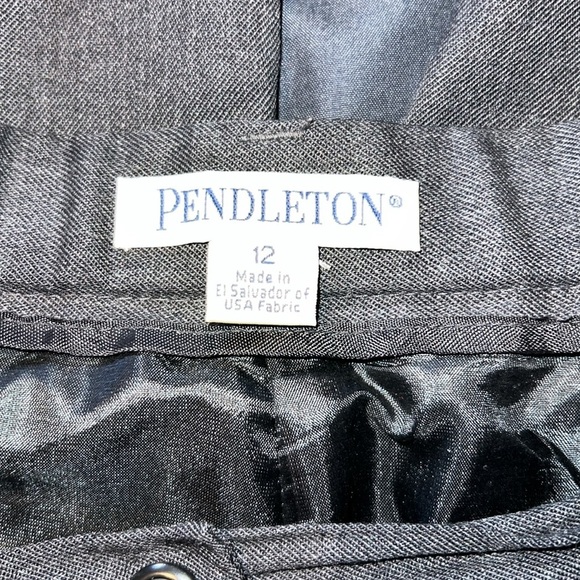 PENDLETON®
12
Made in
El Salvador of
USA Fabric